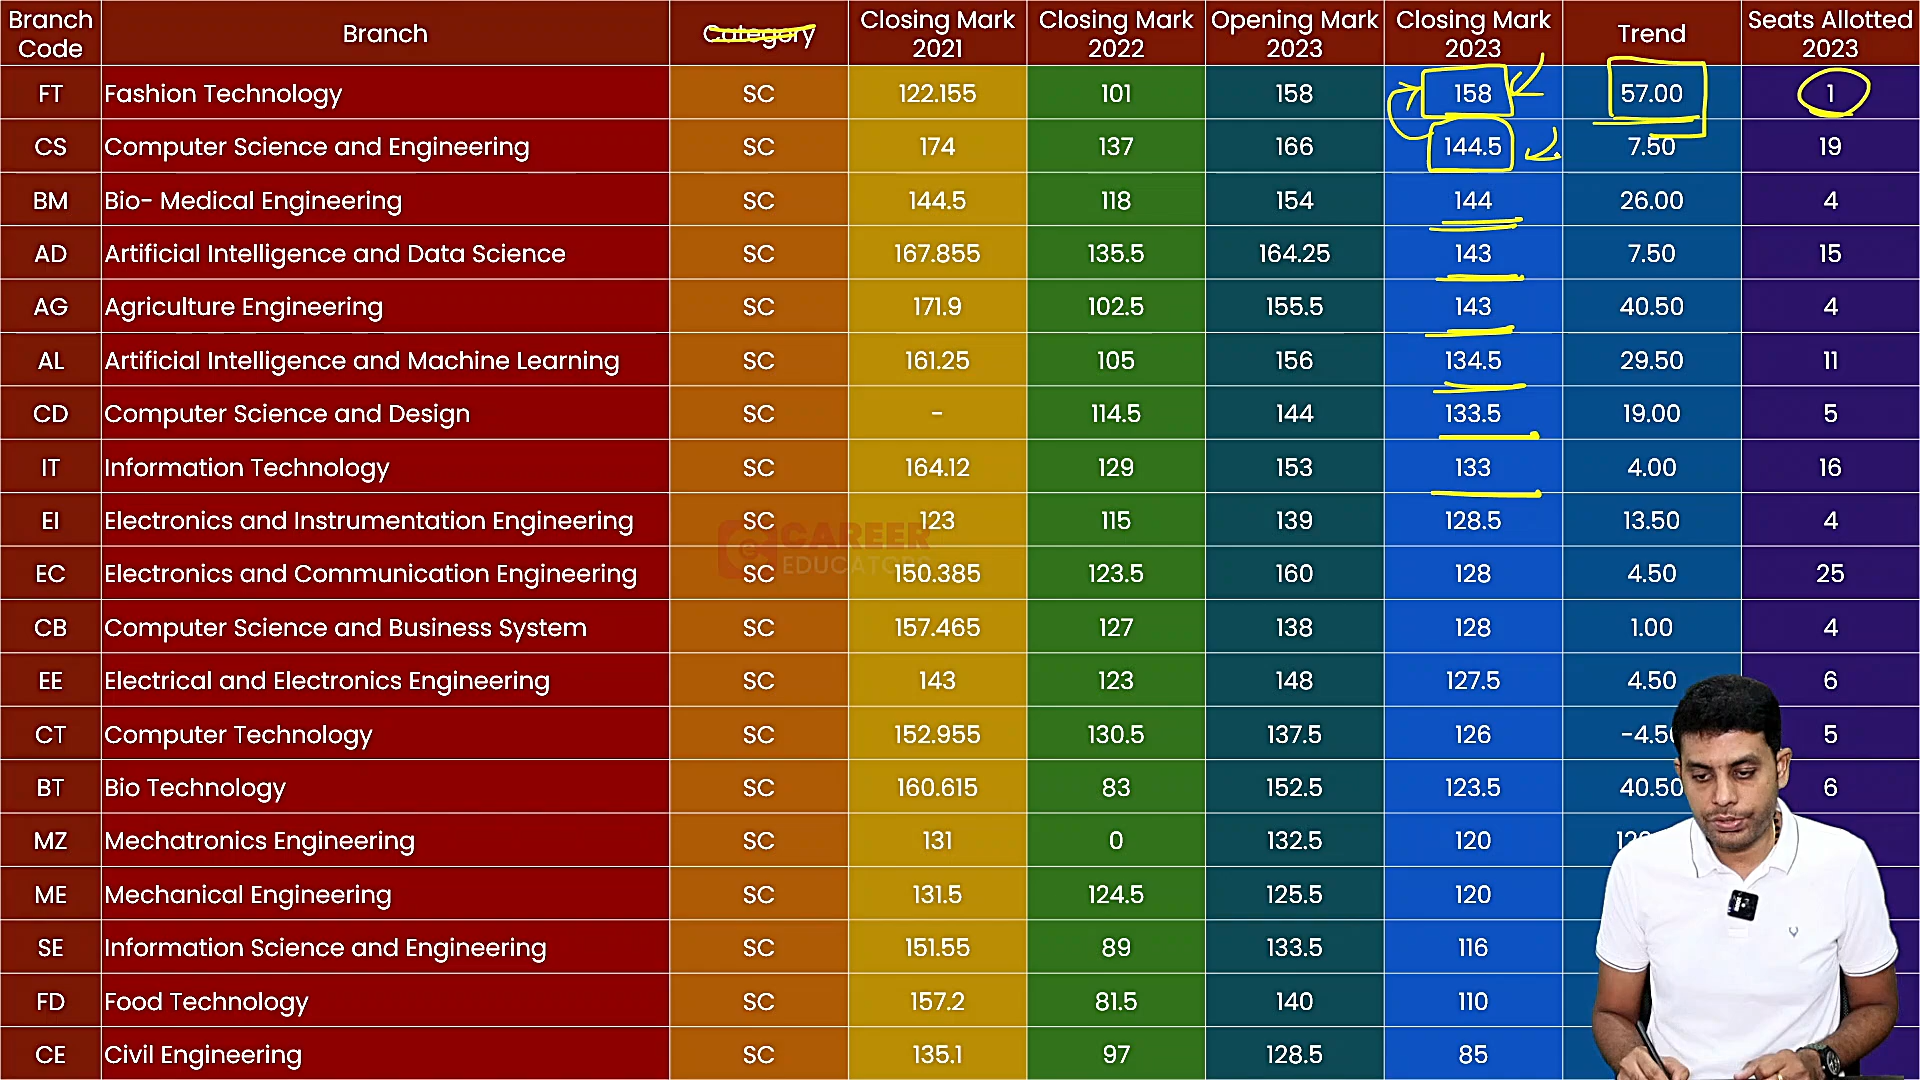 Branch Code Branch Category Closing Mark 2021 Closing Mark 2022 Opening Mark 2023 Closing Mark 2023 Trend Seats Allotted 2023
FT Fashion Technology SC 122.155 101 158 158 57.00 1
CS Computer Science and Engineering SC 174 137 166 144.5 7.50 19
BM Bio- Medical Engineering SC 144.5 118 154 144 26.00 4
AD Artificial Intelligence and Data Science SC 167.855 135.5 164.25 143 7.50 15
AG Agriculture Engineering SC 171.9 102.5 155.5 143 40.50 4
AL Artificial Intelligence and Machine Learning SC 161.25 105 156 134.5 29.50 11
CD Computer Science and Design SC - 114.5 144 133.5 19.00 5
IT Information Technology SC 164.12 129 153 133 4.00 16
EI Electronics and Instrumentation Engineering SC 123 115 139 128.5 13.50 4
CAREER
EDUCATORS
EC Electronics and Communication Engineering SC 150.385 123.5 160 128 4.50 25
CB Computer Science and Business System SC 157.465 127 138 128 1.00 4
EE Electrical and Electronics Engineering SC 143 123 148 127.5 4.50 6
CT Computer Technology SC 152.955 130.5 137.5 126 -4.50 5
BT Bio Technology SC 160.615 83 152.5 123.5 40.50 6
MZ Mechatronics Engineering SC 131 0 132.5 120
ME Mechanical Engineering SC 131.5 124.5 125.5 120
SE Information Science and Engineering SC 151.55 89 133.5 116
FD Food Technology SC 157.2 81.5 140 110
CE Civil Engineering SC 135.1 97 128.5 85